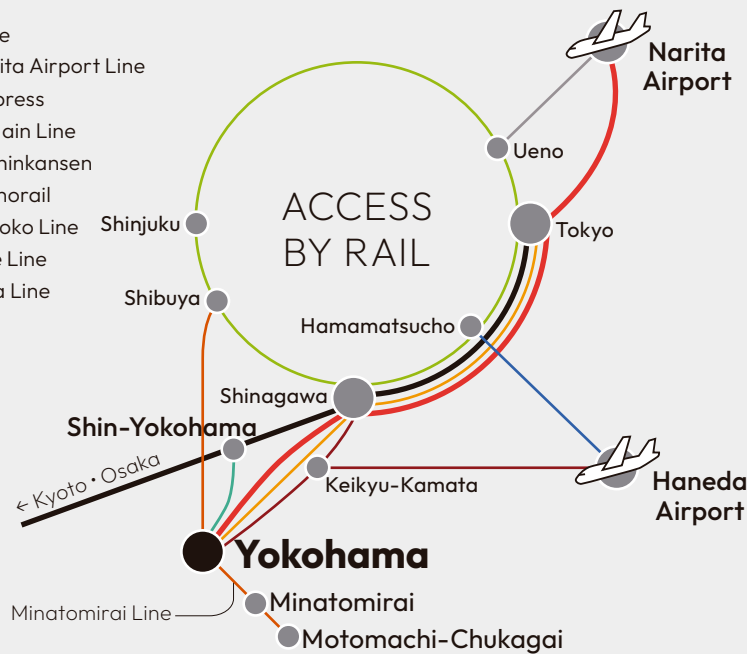 e
ita Airport Line
press
ain Line
hinkansen
norail
oko Line
e Line
a Line
Narita
Airport
Ueno
ACCESS
BY RAIL
Shinjuku
Tokyo
Shibuya
Hamamatsucho
Shinagawa
Shin-Yokohama
← Kyoto・Osaka
Keikyu-Kamata
Haneda
Airport
Yokohama
Minatomirai Line
Minatomirai
Motomachi-Chukagai